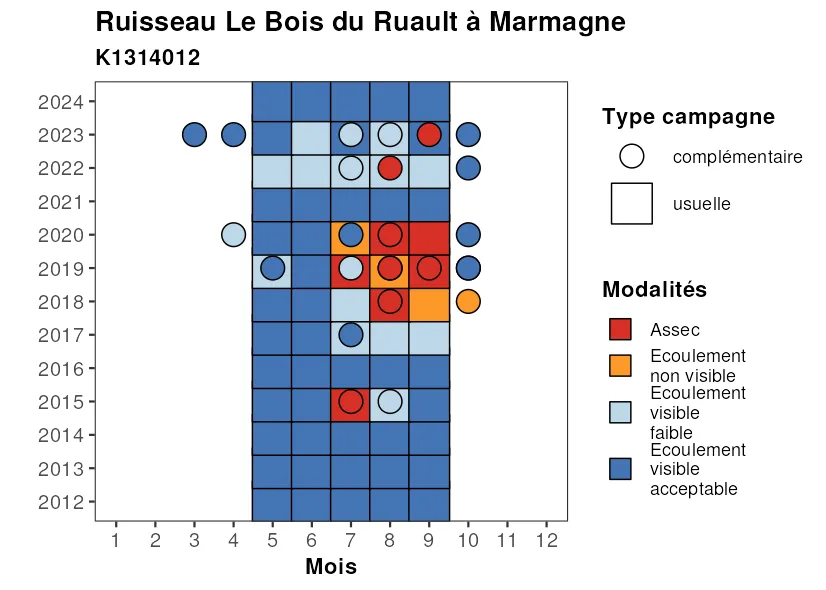 Ruisseau Le Bois du Ruault à Marmagne
K1314012
2024
2023
2022
2021
2020
2019
2018
2017
2016
2015
2014
2013
2012
1 2 3 4 5 6 7 8 9 10 11 12
Mois
Type campagne
complémentaire
usuelle
Modalités
Assec
Ecoulement
non visible
Ecoulement
visible
faible
Ecoulement
visible
acceptable